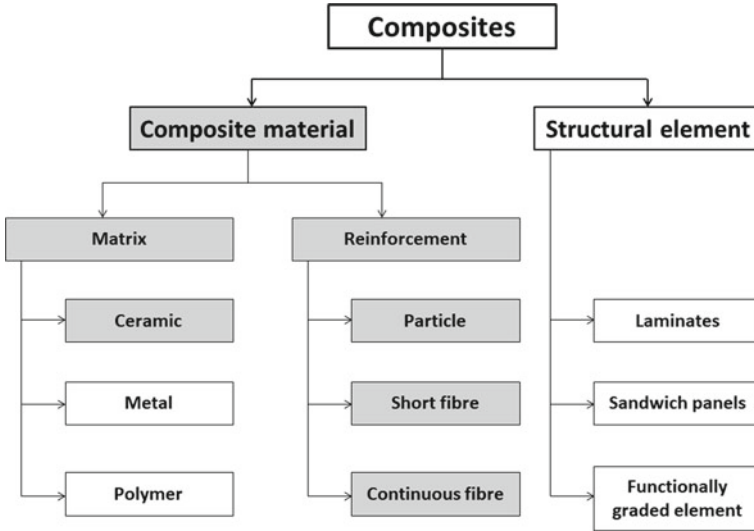 Composites
Composite material
Structural element
Matrix
Reinforcement
Ceramic
Particle
Laminates
Metal
Short fibre
Sandwich panels
Polymer
Continuous fibre
Functionally
graded element